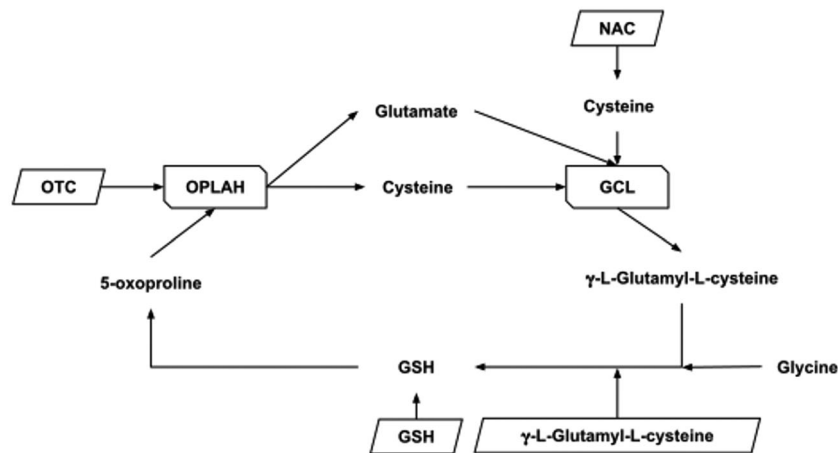 NAC
Glutamate
Cysteine
OTC
OPLAH
Cysteine
GCL
5-oxoproline
γ-L-Glutamyl-L-cysteine
GSH
Glycine
GSH
γ-L-Glutamyl-L-cysteine